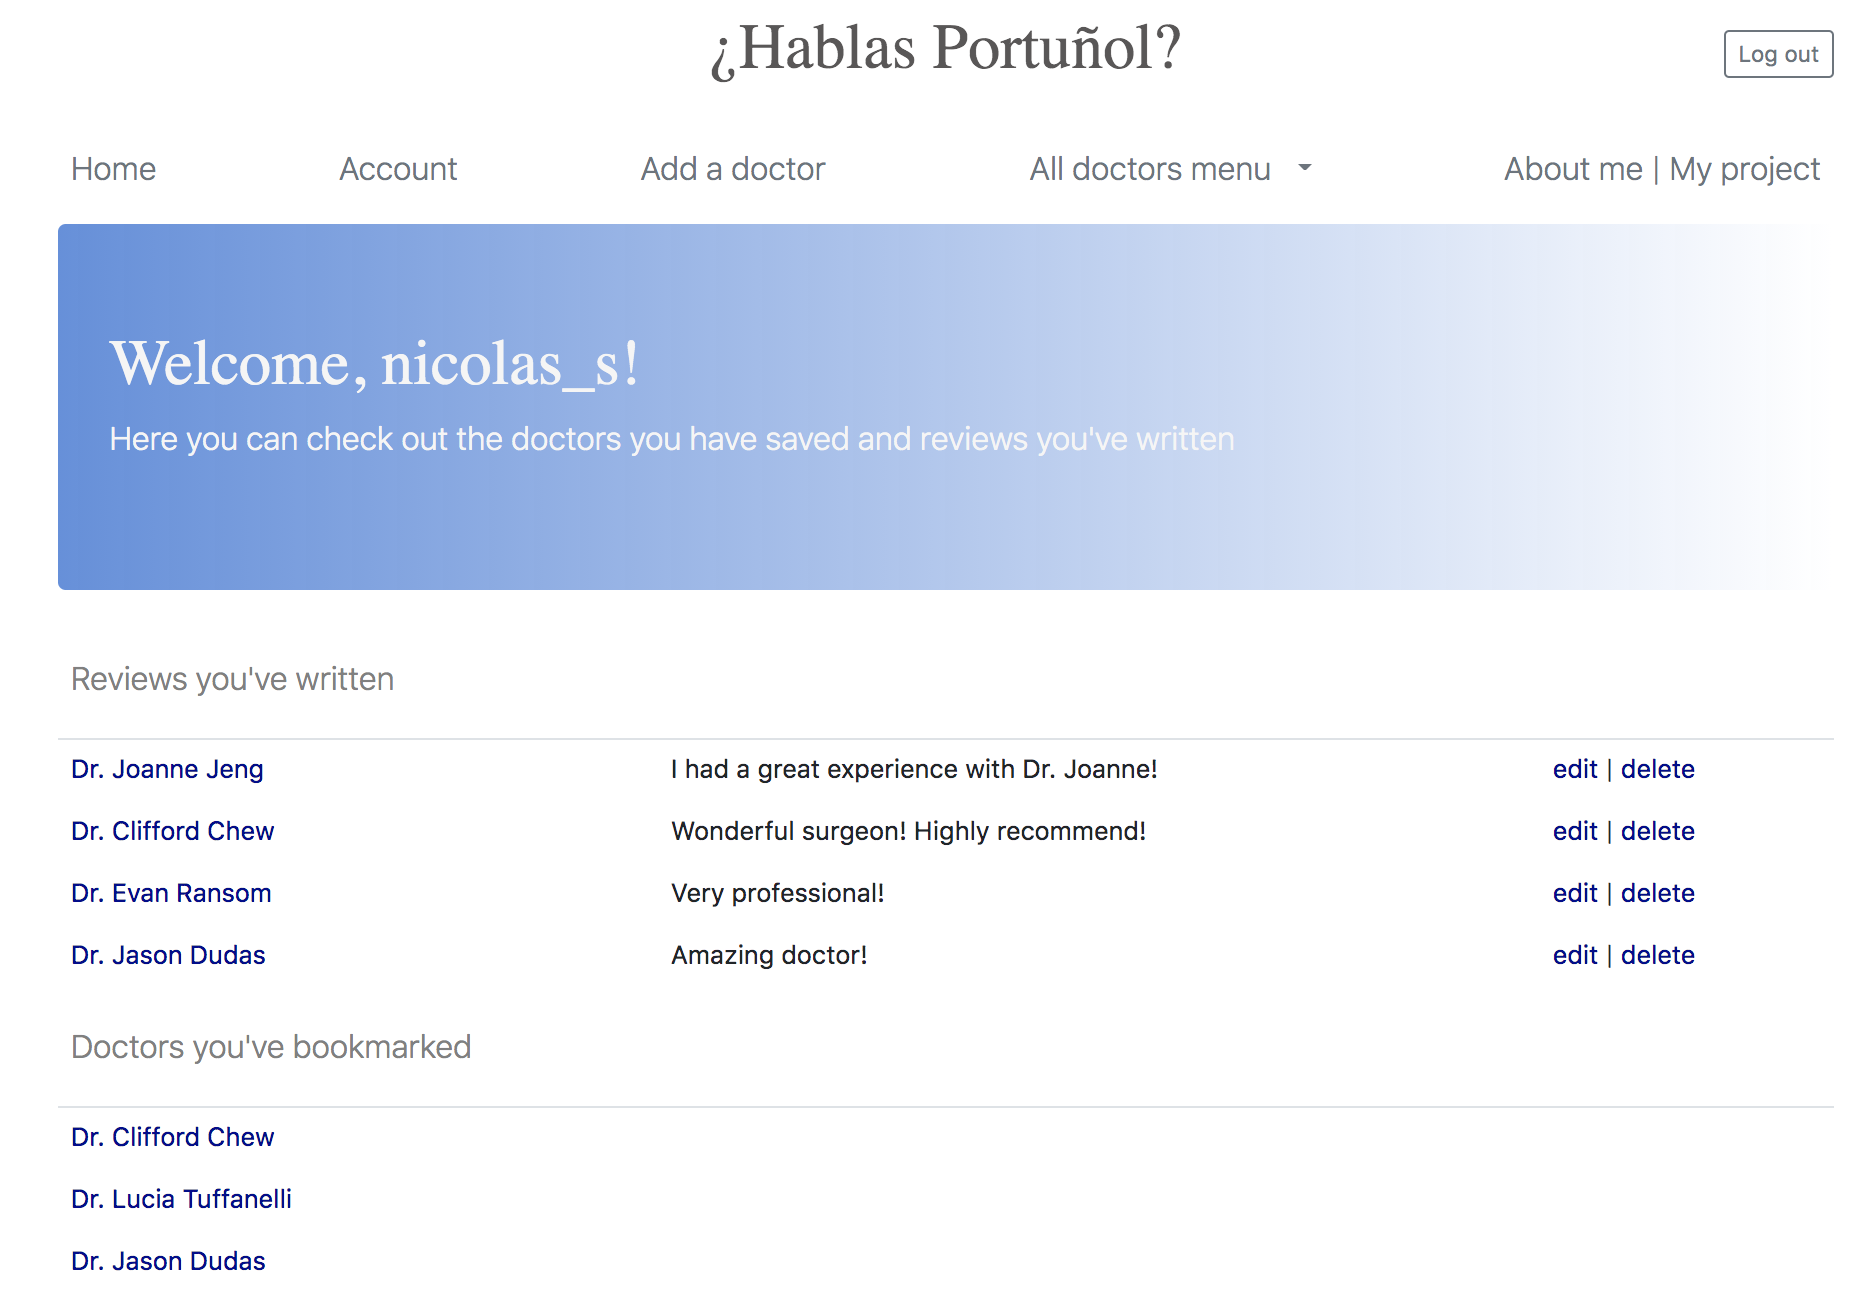 ¿Hablas Portuñol?
Log out
Home Account Add a doctor All doctors menu About me | My project
Welcome, nicolas_s!
Here you can check out the doctors you have saved and reviews you've written
Reviews you've written
Dr. Joanne Jeng I had a great experience with Dr. Joanne! edit | delete
Dr. Clifford Chew Wonderful surgeon! Highly recommend! edit | delete
Dr. Evan Ransom Very professional! edit | delete
Dr. Jason Dudas Amazing doctor! edit | delete
Doctors you've bookmarked
Dr. Clifford Chew
Dr. Lucia Tuffanelli
Dr. Jason Dudas